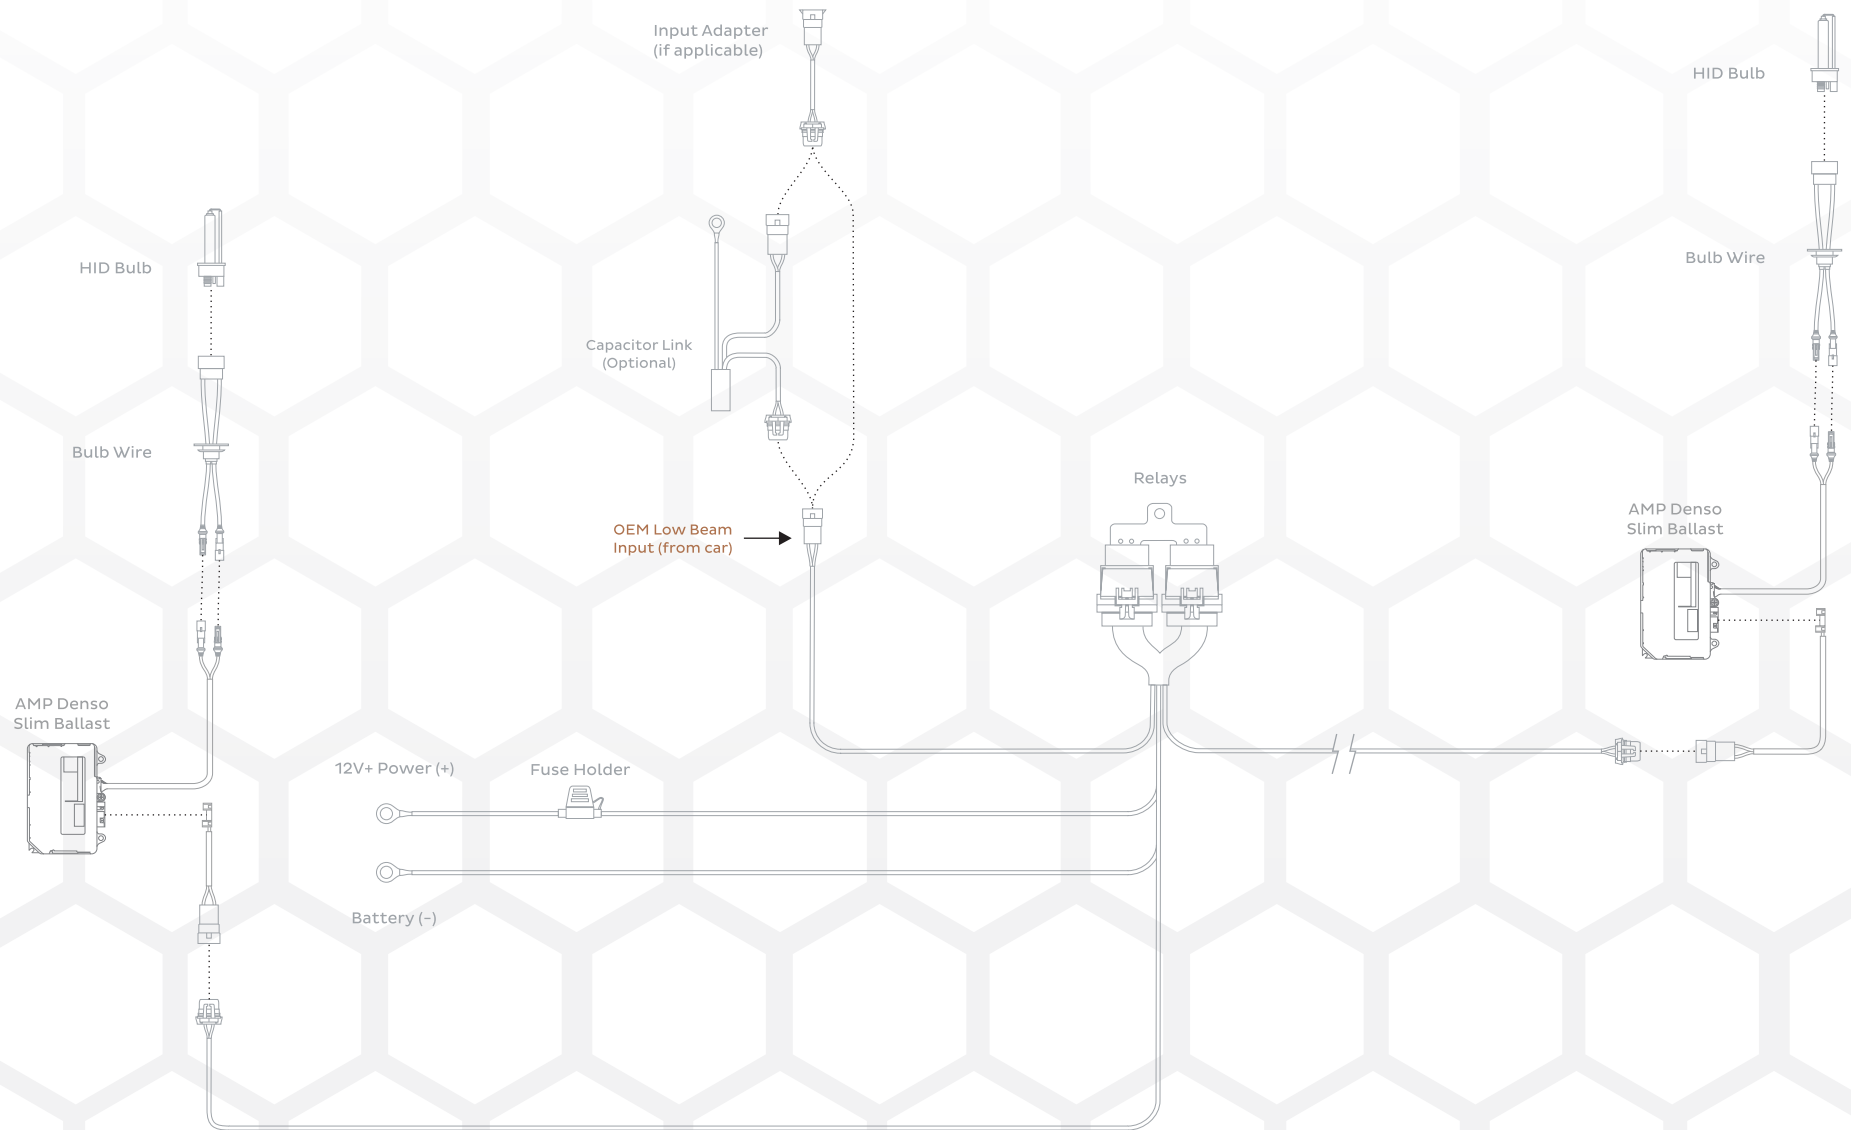 Input Adapter
(if applicable)
HID Bulb
HID Bulb
Bulb Wire
Capacitor Link
(Optional)
Bulb Wire
Relays
OEM Low Beam
Input (from car)
AMP Denso
Slim Ballast
AMP Denso
Slim Ballast
12V+ Power (+)
Fuse Holder
Battery (-)